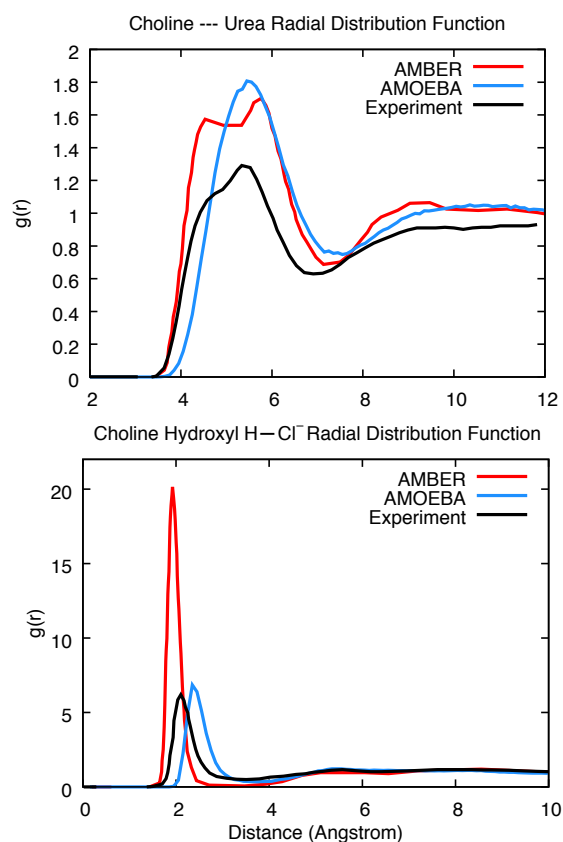 Choline --- Urea Radial Distribution Function
2
1.8
1.6
1.4
1.2
1
0.8
0.6
0.4
0.2
0
g(r)
AMBER
AMOEBA
Experiment
2 4 6 8 10 12
Choline Hydroxyl H−Cl⁻ Radial Distribution Function
20
15
10
5
0
g(r)
AMBER
AMOEBA
Experiment
0 2 4 6 8 10
Distance (Angstrom)